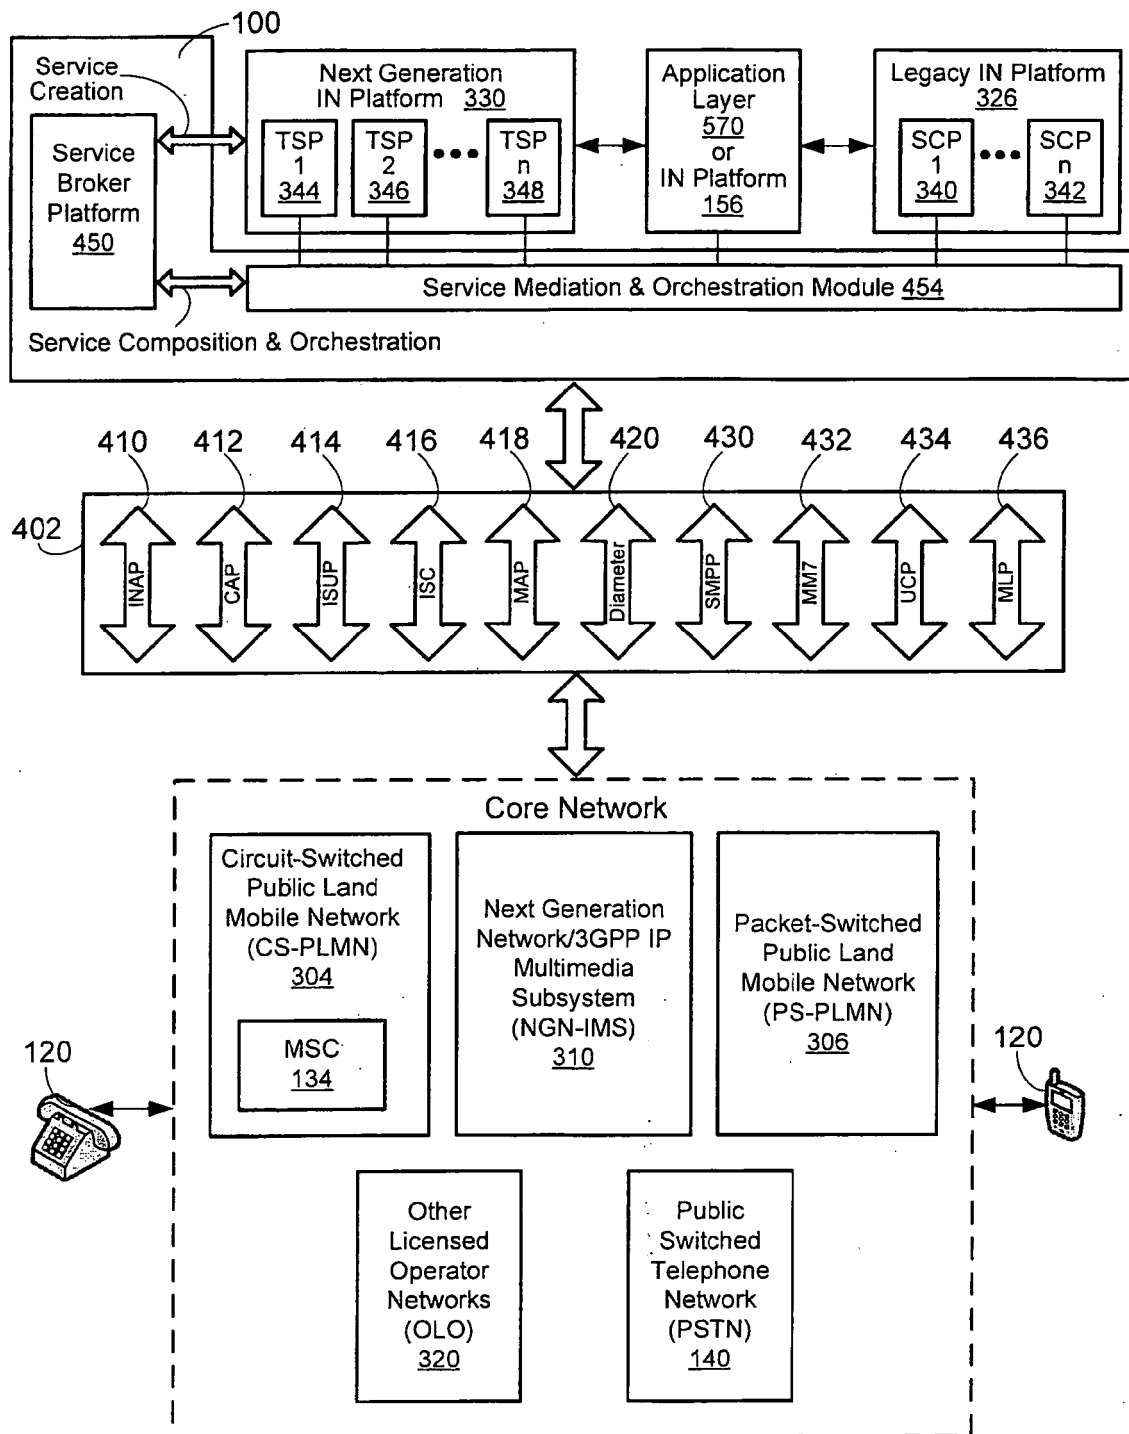 100
Service
Creation
Service
Broker
Platform
450
Next Generation
IN Platform 330
TSP
1
344
TSP
2
346
TSP
n
348
Application
Layer
570
or
IN Platform
156
Legacy IN Platform
326
SCP
1
340
SCP
n
342
Service Mediation & Orchestration Module 454
Service Composition & Orchestration
410
412
414
416
418
420
430
432
434
436
402
INAP
CAP
ISUP
ISC
MAP
Diameter
SMPP
MM7
UCP
MLP
Core Network
Circuit-Switched
Public Land
Mobile Network
(CS-PLMN)
304
MSC
134
Next Generation
Network/3GPP IP
Multimedia
Subsystem
(NGN-IMS)
310
Packet-Switched
Public Land
Mobile Network
(PS-PLMN)
306
120
120
Other
Licensed
Operator
Networks
(OLO)
320
Public
Switched
Telephone
Network
(PSTN)
140